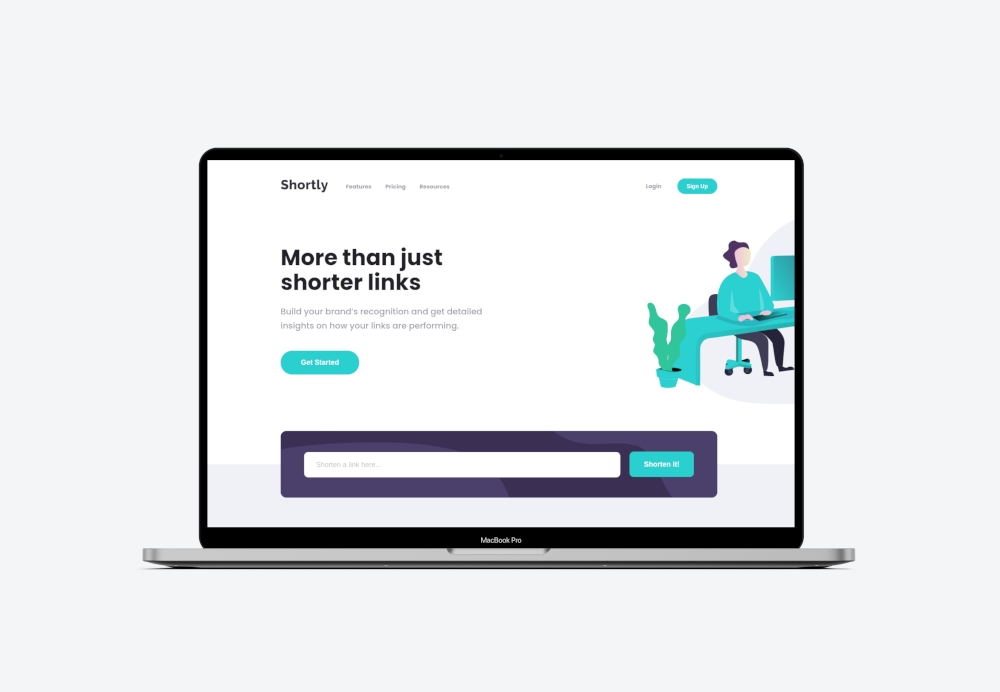 Shortly Features Pricing Resources Login Sign Up
More than just
shorter links
Build your brand's recognition and get detailed
insights on how your links are performing.
Get Started
Shorten a link here...
Shorten It!
MacBook Pro